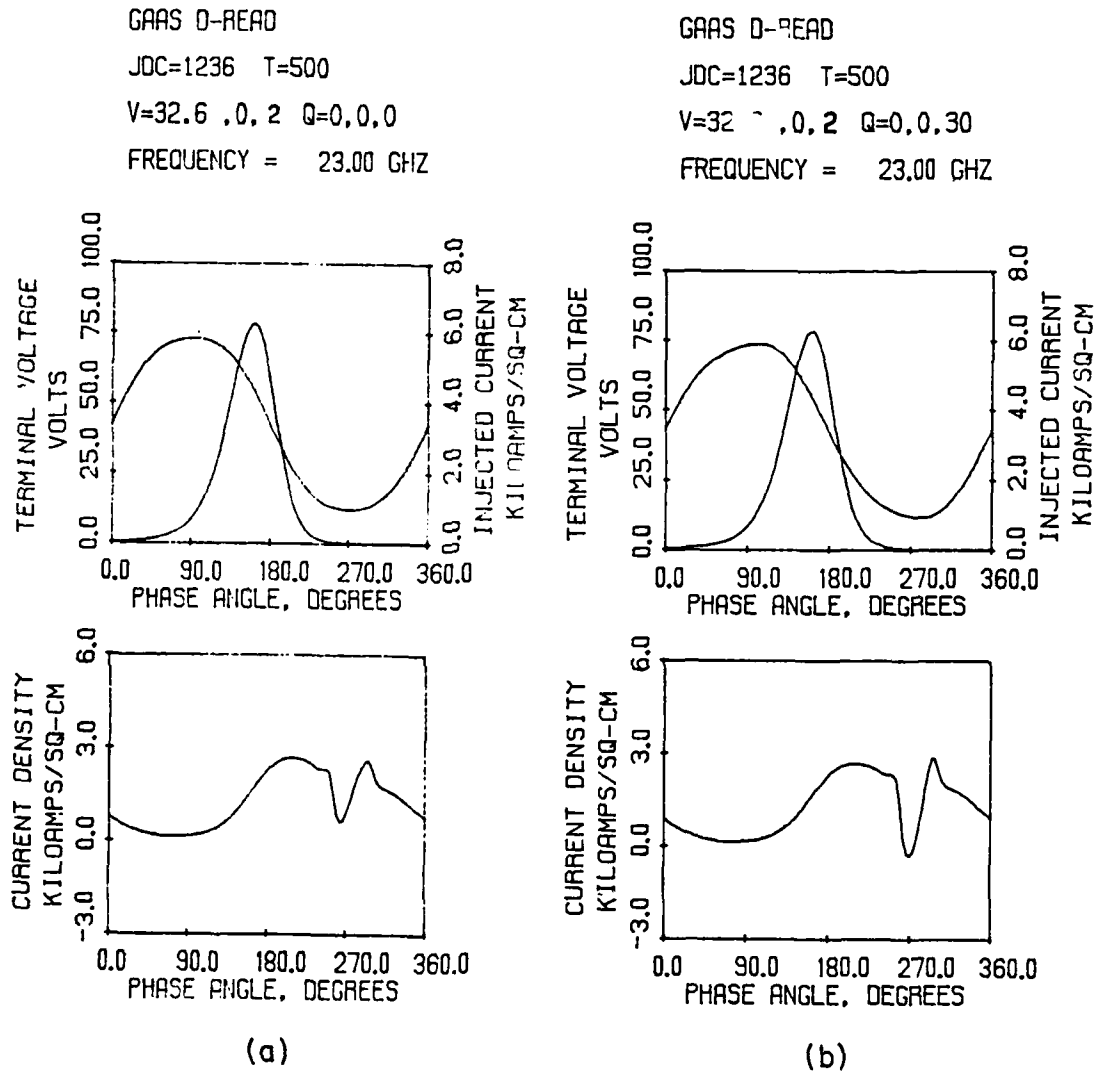 GAAS D-READ
JDC=1236 T=500
V=32.6 ,0, 2 Q=0,0,0
FREQUENCY = 23.00 GHZ
TERMINAL VOLTAGE
VOLTS
100.0
75.0
50.0
25.0
0.0
8.0
6.0
4.0
2.0
0.0
INJECTED CURRENT
KILOAMPS/SQ-CM
0.0 90.0 180.0 270.0 360.0
PHASE ANGLE, DEGREES
CURRENT DENSITY
KILOAMPS/SQ-CM
6.0
3.0
0.0
-3.0
0.0 90.0 180.0 270.0 360.0
PHASE ANGLE, DEGREES
(a)
GAAS D-READ
JDC=1236 T=500
V=32 ,0, 2 Q=0,0,30
FREQUENCY = 23.00 GHZ
TERMINAL VOLTAGE
VOLTS
100.0
75.0
50.0
25.0
0.0
8.0
6.0
4.0
2.0
0.0
INJECTED CURRENT
KILOAMPS/SQ-CM
0.0 90.0 180.0 270.0 360.0
PHASE ANGLE, DEGREES
CURRENT DENSITY
KILOAMPS/SQ-CM
6.0
3.0
0.0
-3.0
0.0 90.0 180.0 270.0 360.0
PHASE ANGLE, DEGREES
(b)